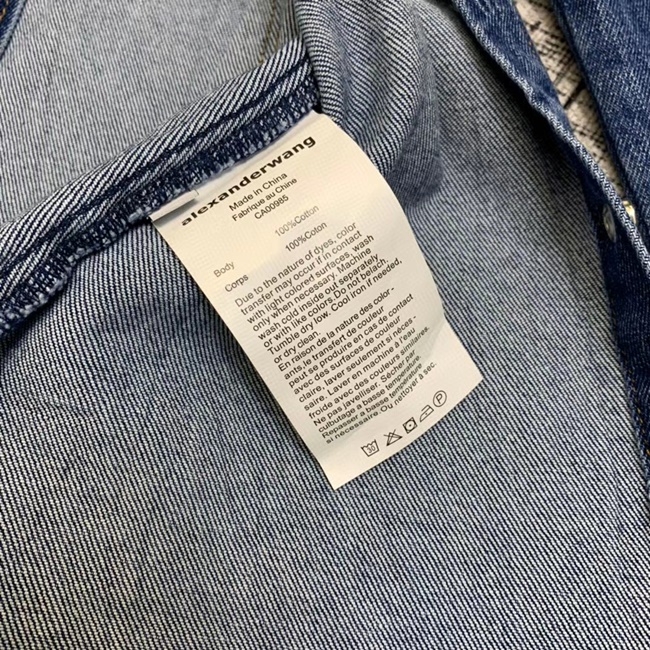 alexanderwang
Made in China
Fabriqué au Chine
CA00985
Body 100%Cotton
Corps 100%Coton
Due to the nature of dyes, color
transfer may occur if in contact
with light colored surfaces, wash
only when necessary. Machine
wash cold inside out separately
or with like colors. Do not belach.
Tumble dry low. Cool iron if needed,
or dry clean.
En raison de la nature des color -
ants,le transfert de couleur
peut se produire en cas de contact
avec des surfaces de couleur
claire, laver seulement si néces -
saire. Laver en machine à l'eau
froide avec des couleurs similaires.
Ne pas javelliser. Sécher par
culbutage a basse température.
Repasser a basse température
si necessaire. Ou nettoyer à sec.
30
P